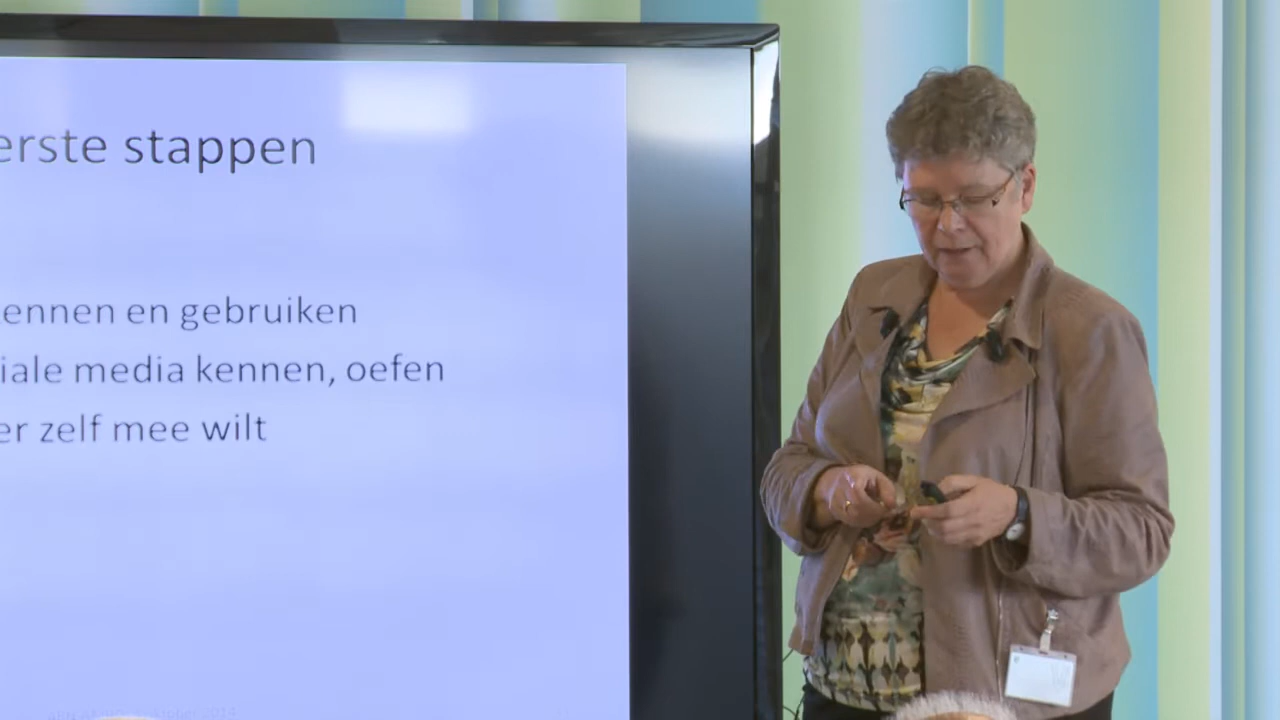 erste stappen
ennen en gebruiken
iale media kennen, oefen
er zelf mee wilt